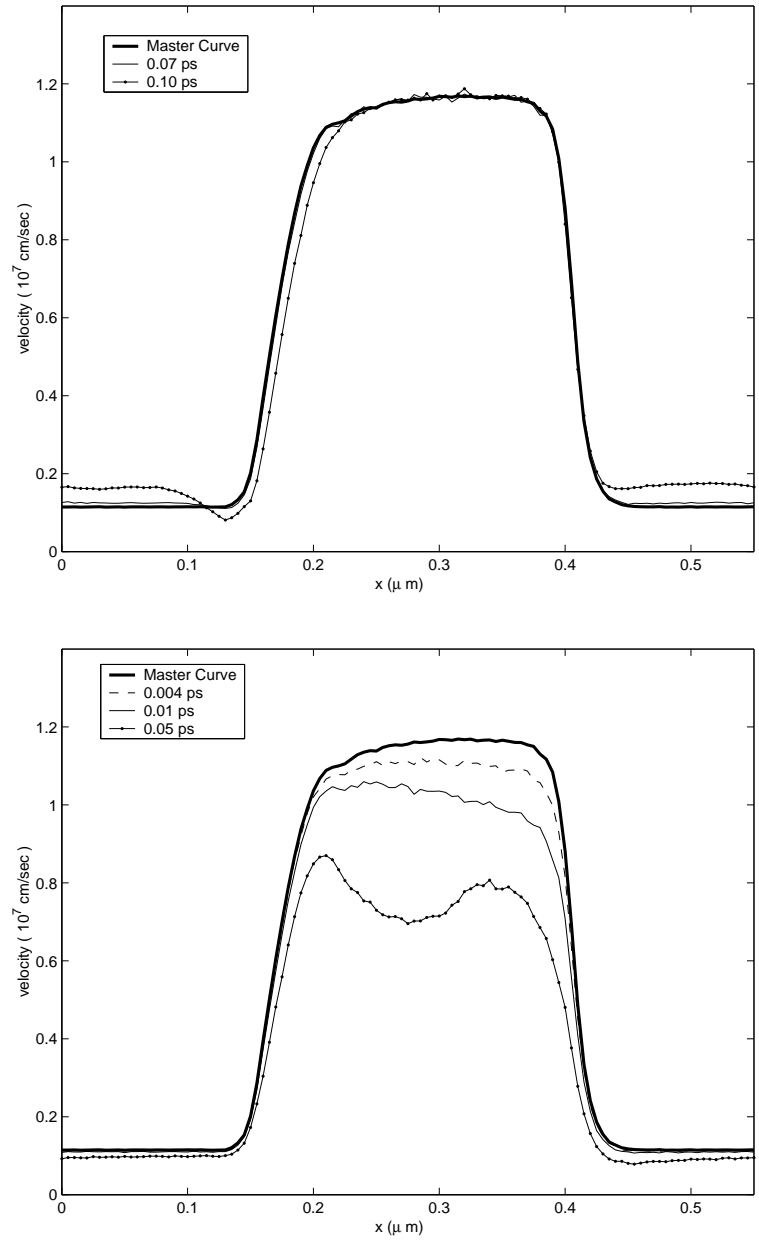 Master Curve
0.07 ps
0.10 ps
1.2
1
0.8
0.6
0.4
0.2
0
velocity ( 10⁷ cm/sec )
0 0.1 0.2 0.3 0.4 0.5
x (μ m)
Master Curve
0.004 ps
0.01 ps
0.05 ps
1.2
1
0.8
0.6
0.4
0.2
0
velocity ( 10⁷ cm/sec )
0 0.1 0.2 0.3 0.4 0.5
x (μ m)